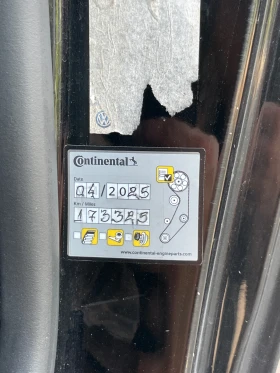 Continental
Date
04/2025
Km / Miles
173325
www.continental-engineparts.com